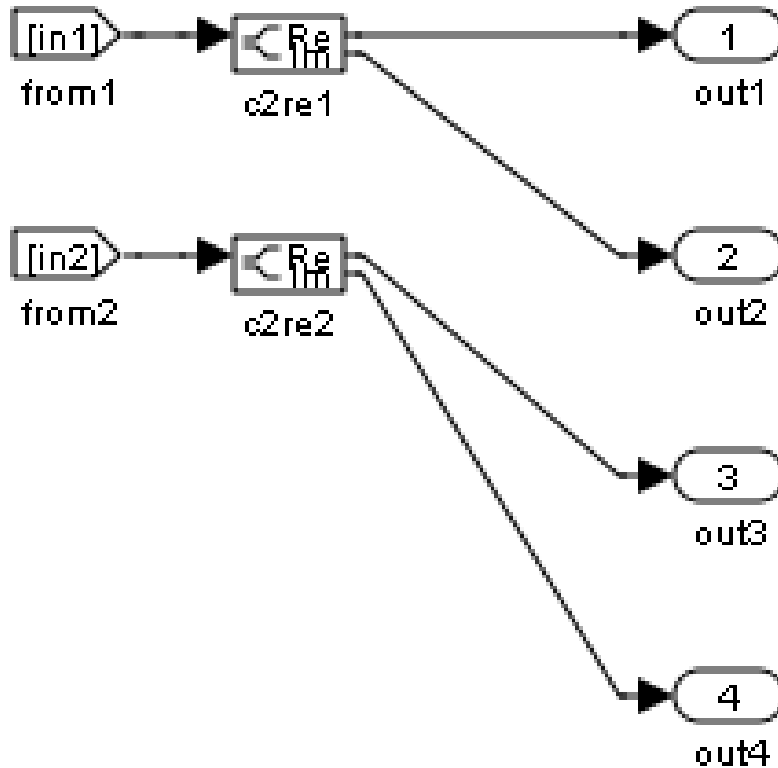 [in1]
Re
Im
1
from1
c2re1
out1
[in2]
Re
Im
2
from2
c2re2
out2
3
out3
4
out4